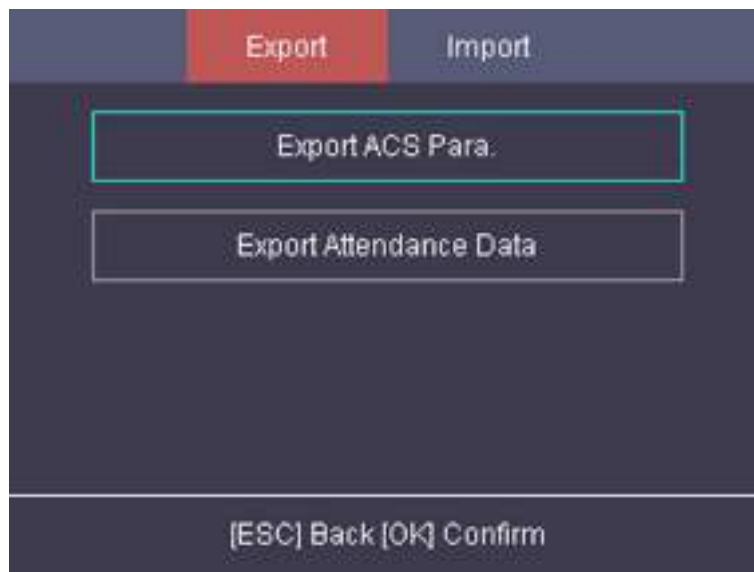 Export Import
Export ACS Para.
Export Attendance Data
[ESC] Back [OK] Confirm